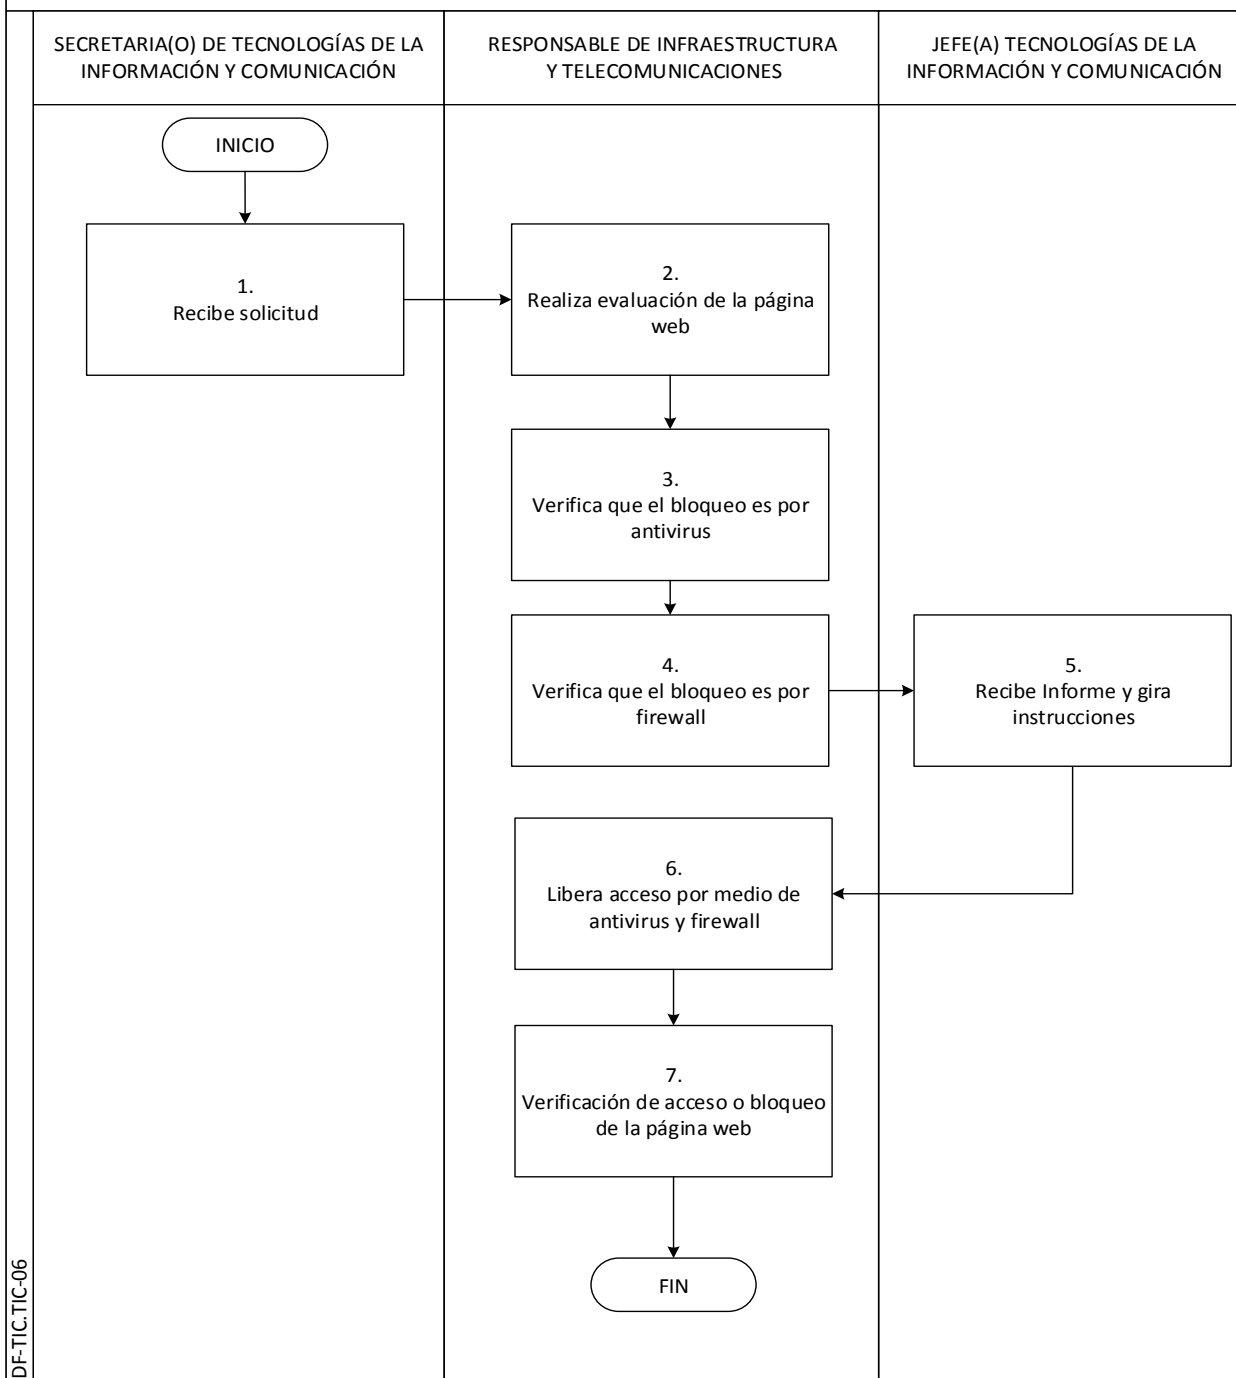 SECRETARIA(O) DE TECNOLOGÍAS DE LA
INFORMACIÓN Y COMUNICACIÓN
RESPONSABLE DE INFRAESTRUCTURA
Y TELECOMUNICACIONES
JEFE(A) TECNOLOGÍAS DE LA
INFORMACIÓN Y COMUNICACIÓN
INICIO
1.
Recibe solicitud
2.
Realiza evaluación de la página
web
3.
Verifica que el bloqueo es por
antivirus
4.
Verifica que el bloqueo es por
firewall
5.
Recibe Informe y gira
instrucciones
6.
Libera acceso por medio de
antivirus y firewall
7.
Verificación de acceso o bloqueo
de la página web
FIN
DF-TIC.TIC-06